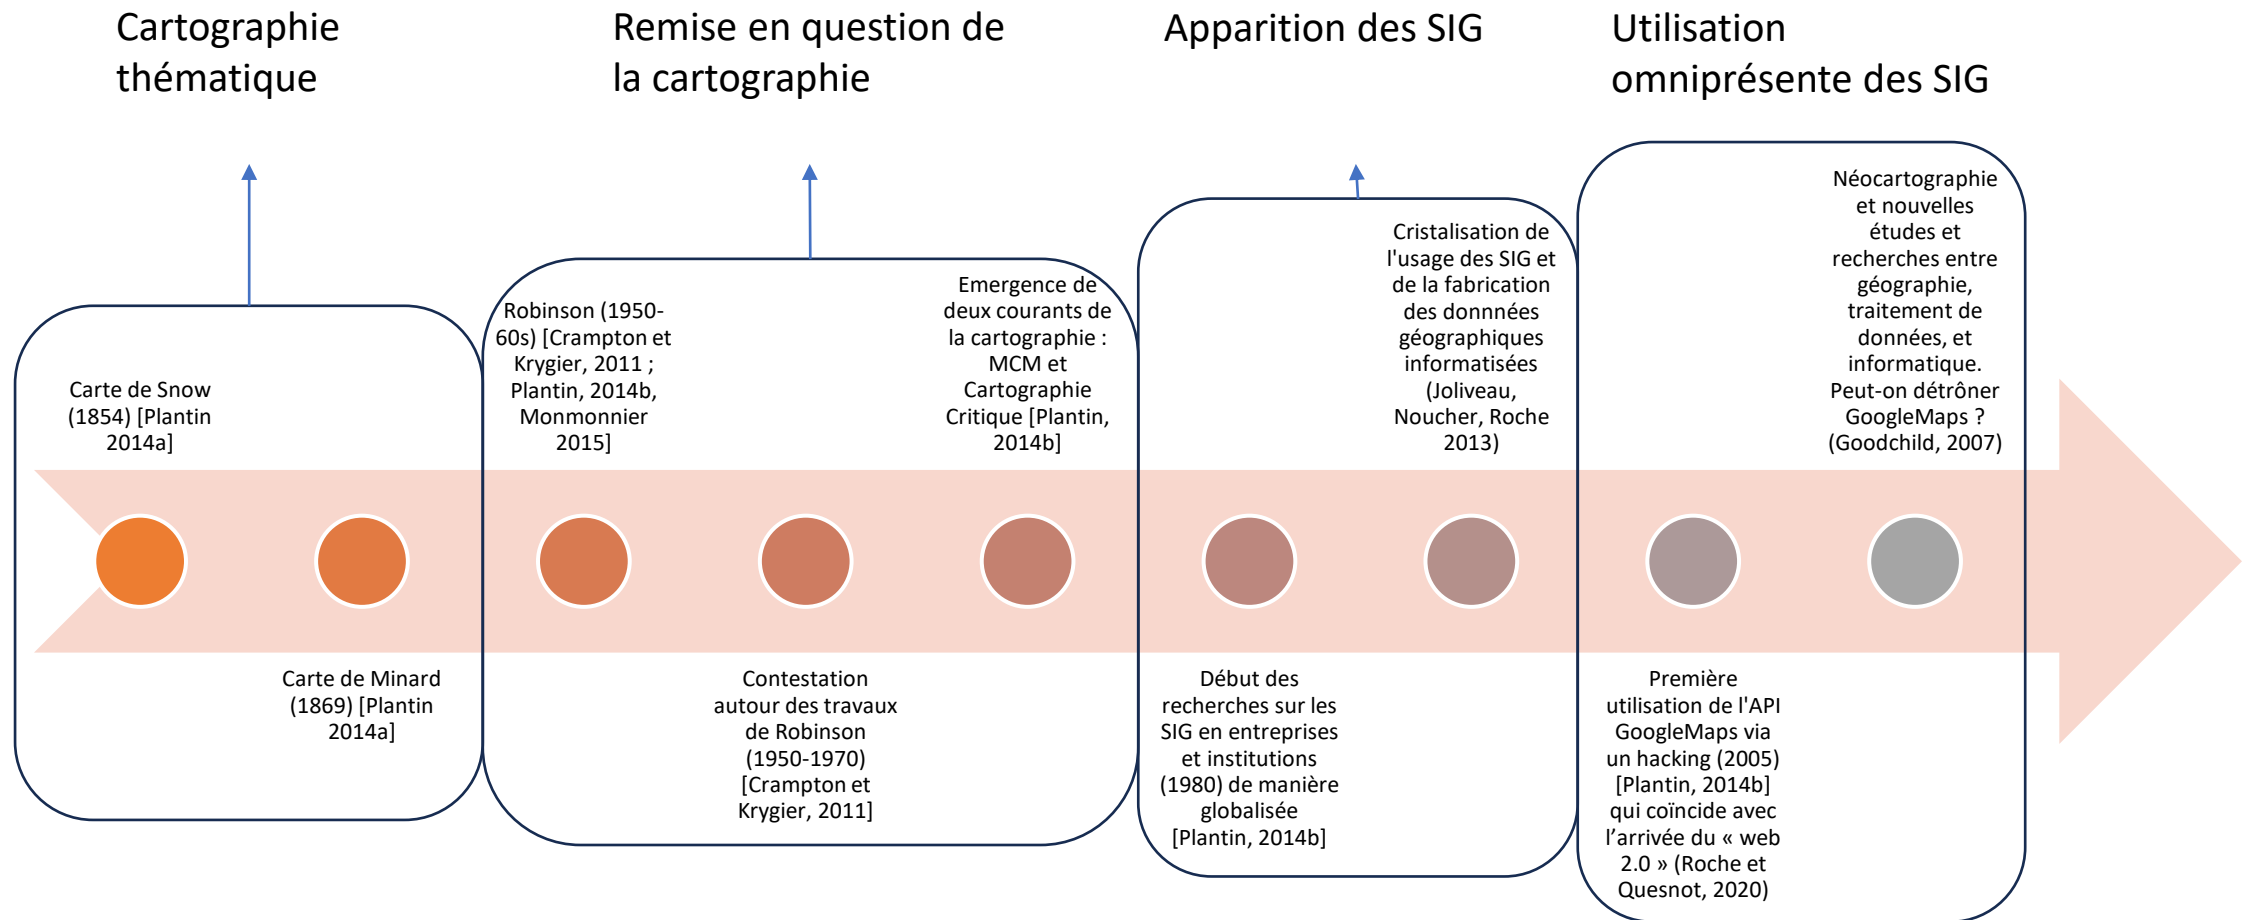 Cartographie
thématique
Remise en question de
la cartographie
Apparition des SIG
Utilisation
omniprésente des SIG
Carte de Snow
(1854) [Plantin
2014a]
Carte de Minard
(1869) [Plantin
2014a]
Robinson (1950-
60s) [Crampton et
Krygier, 2011 ;
Plantin, 2014b,
Monmonnier
2015]
Contestation
autour des travaux
de Robinson
(1950-1970)
[Crampton et
Krygier, 2011]
Emergence de
deux courants de
la cartographie :
MCM et
Cartographie
Critique [Plantin,
2014b]
Début des
recherches sur les
SIG en entreprises
et institutions
(1980) de manière
globalisée
[Plantin, 2014b]
Cristalisation de
l'usage des SIG et
de la fabrication
des donnnées
géographiques
informatisées
(Joliveau,
Noucher, Roche
2013)
Première
utilisation de l'API
GoogleMaps via
un hacking (2005)
[Plantin, 2014b]
qui coïncide avec
l’arrivée du « web
2.0 » (Roche et
Quesnot, 2020)
Néocartographie
et nouvelles
études et
recherches entre
géographie,
traitement de
données, et
informatique.
Peut-on détrôner
GoogleMaps ?
(Goodchild, 2007)